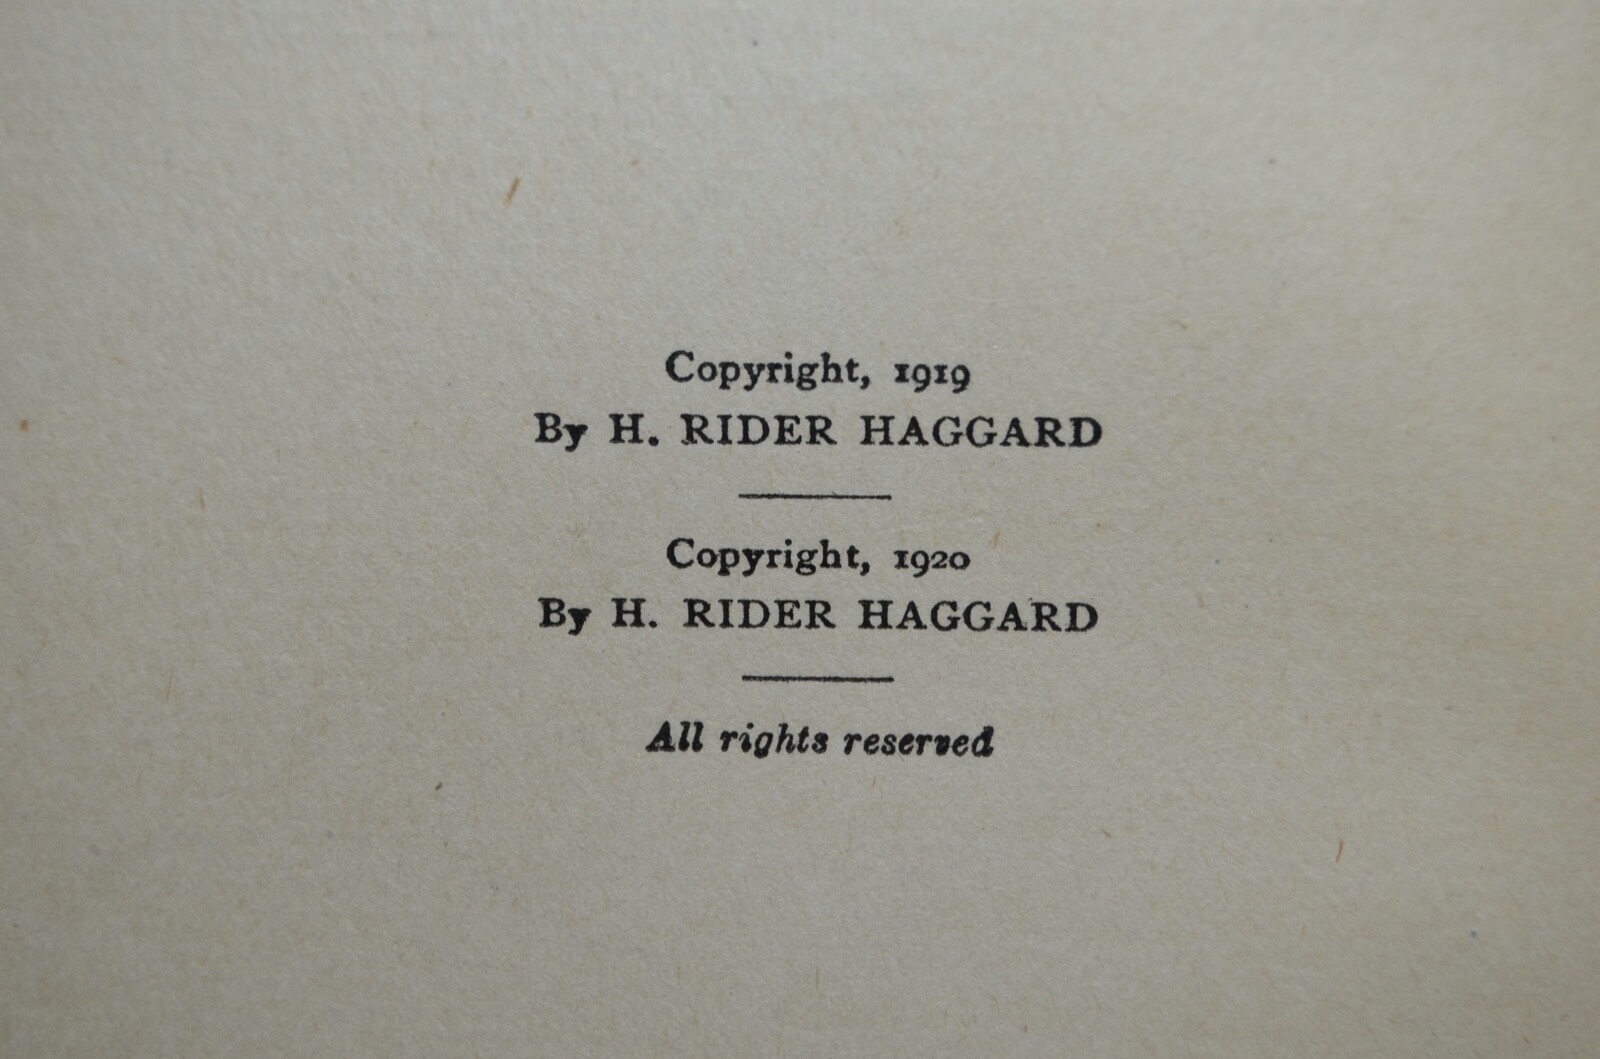 Copyright, 1919
By H. RIDER HAGGARD
Copyright, 1920
By H. RIDER HAGGARD
All rights reserved